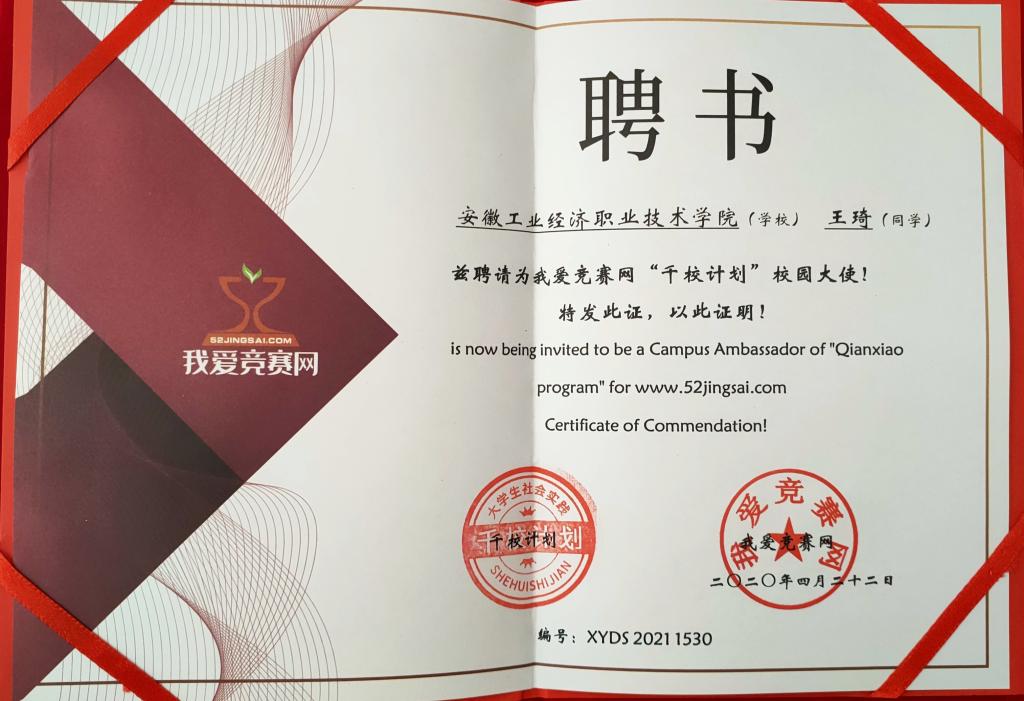 52JINGSAI.COM
我爱竞赛网
聘书
安徽工业经济职业技术学院（学校） 王琦（同学）
兹聘请为我爱竞赛网“千校计划”校园大使！
特发此证，以此证明！
is now being invited to be a Campus Ambassador of "Qianxiao
program" for www.52jingsai.com
Certificate of Commendation!
大学生社会实践
千校计划
千校计划
SHEHUISHIJIAN
我爱竞赛网
我爱竞赛网
二〇二〇年四月二十二日
编号：XYDS 20211530